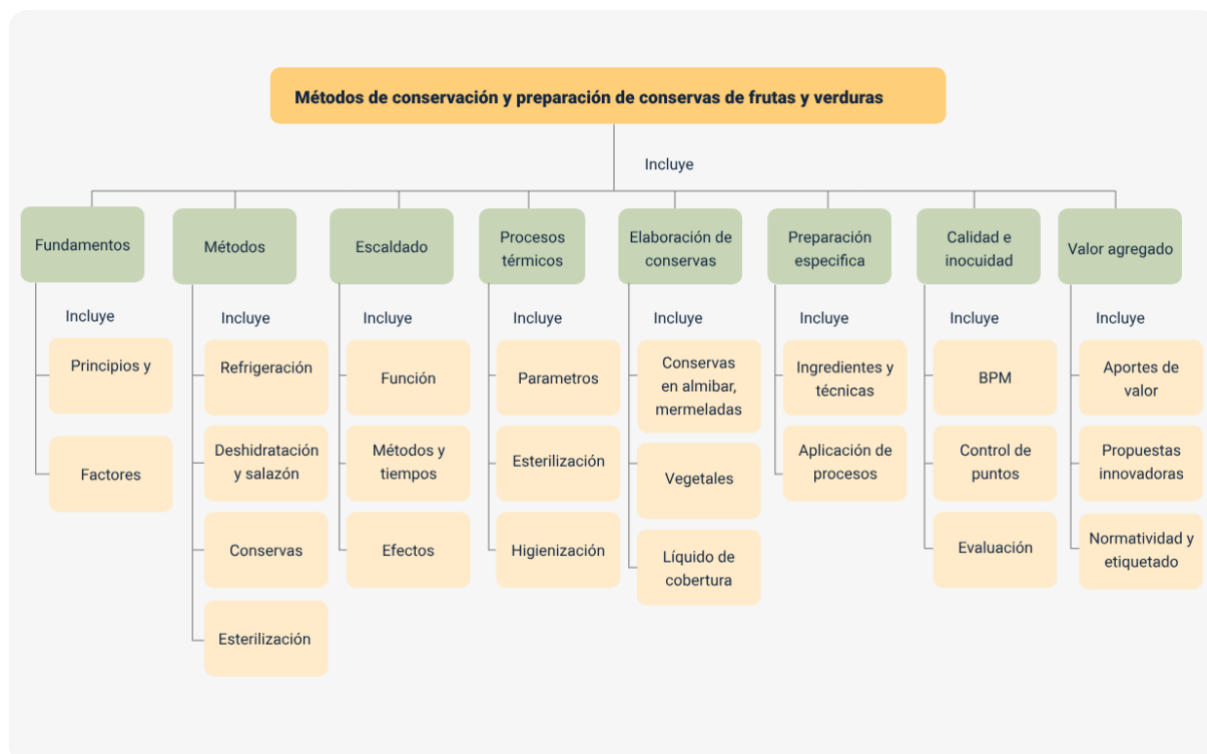 Métodos de conservación y preparación de conservas de frutas y verduras
Incluye
Fundamentos
Métodos
Escaldado
Procesos
térmicos
Elaboración de
conservas
Preparación
especifica
Calidad e
inocuidad
Valor agregado
Incluye
Principios y
Factores
Incluye
Refrigeración
Deshidratación
y salazón
Conservas
Esterilización
Incluye
Función
Métodos y
tiempos
Efectos
Incluye
Parametros
Esterilización
Higienización
Incluye
Conservas
en almibar,
mermeladas
Vegetales
Líquido de
cobertura
Incluye
Ingredientes y
técnicas
Aplicación de
procesos
Incluye
BPM
Control de
puntos
Evaluación
Incluye
Aportes de
valor
Propuestas
innovadoras
Normatividad y
etiquetado